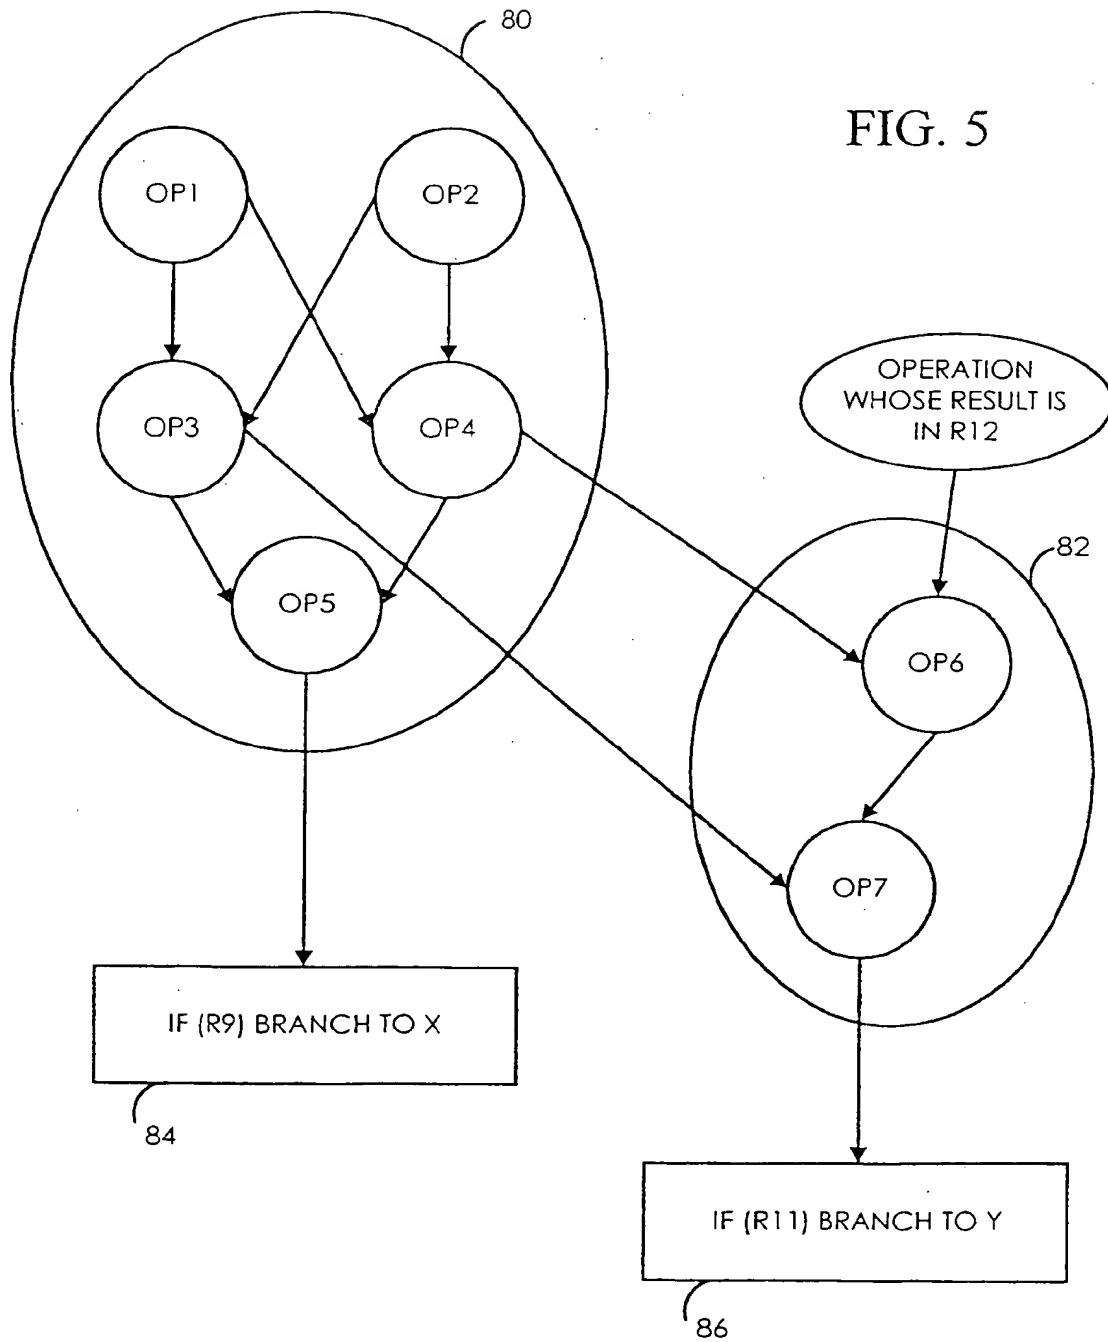 80
FIG. 5
OP1
OP2
OP3
OP4
OPERATION
WHOSE RESULT IS
IN R12
82
OP5
OP6
OP7
IF (R9) BRANCH TO X
84
IF (R11) BRANCH TO Y
86